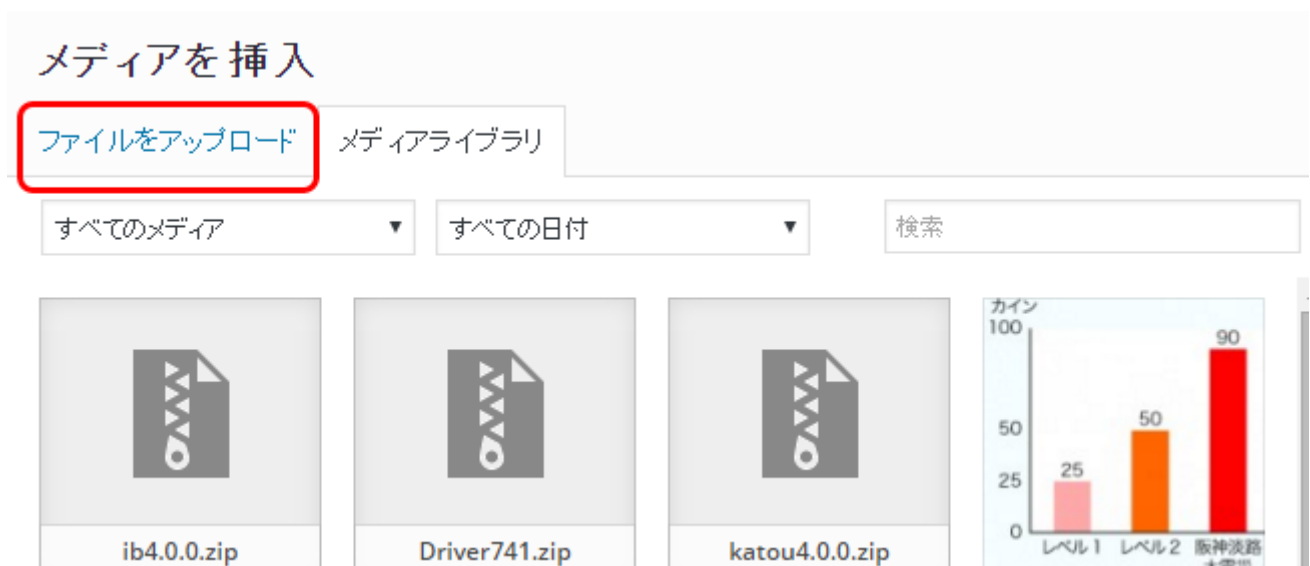 メディアを挿入
ファイルをアップロード メディアライブラリ
すべてのメディア すべての日付 検索
カイン
100
90
50
50
25
25
0
レベル1 レベル2 阪神淡路
大震災
ib4.0.0.zip Driver741.zip katou4.0.0.zip